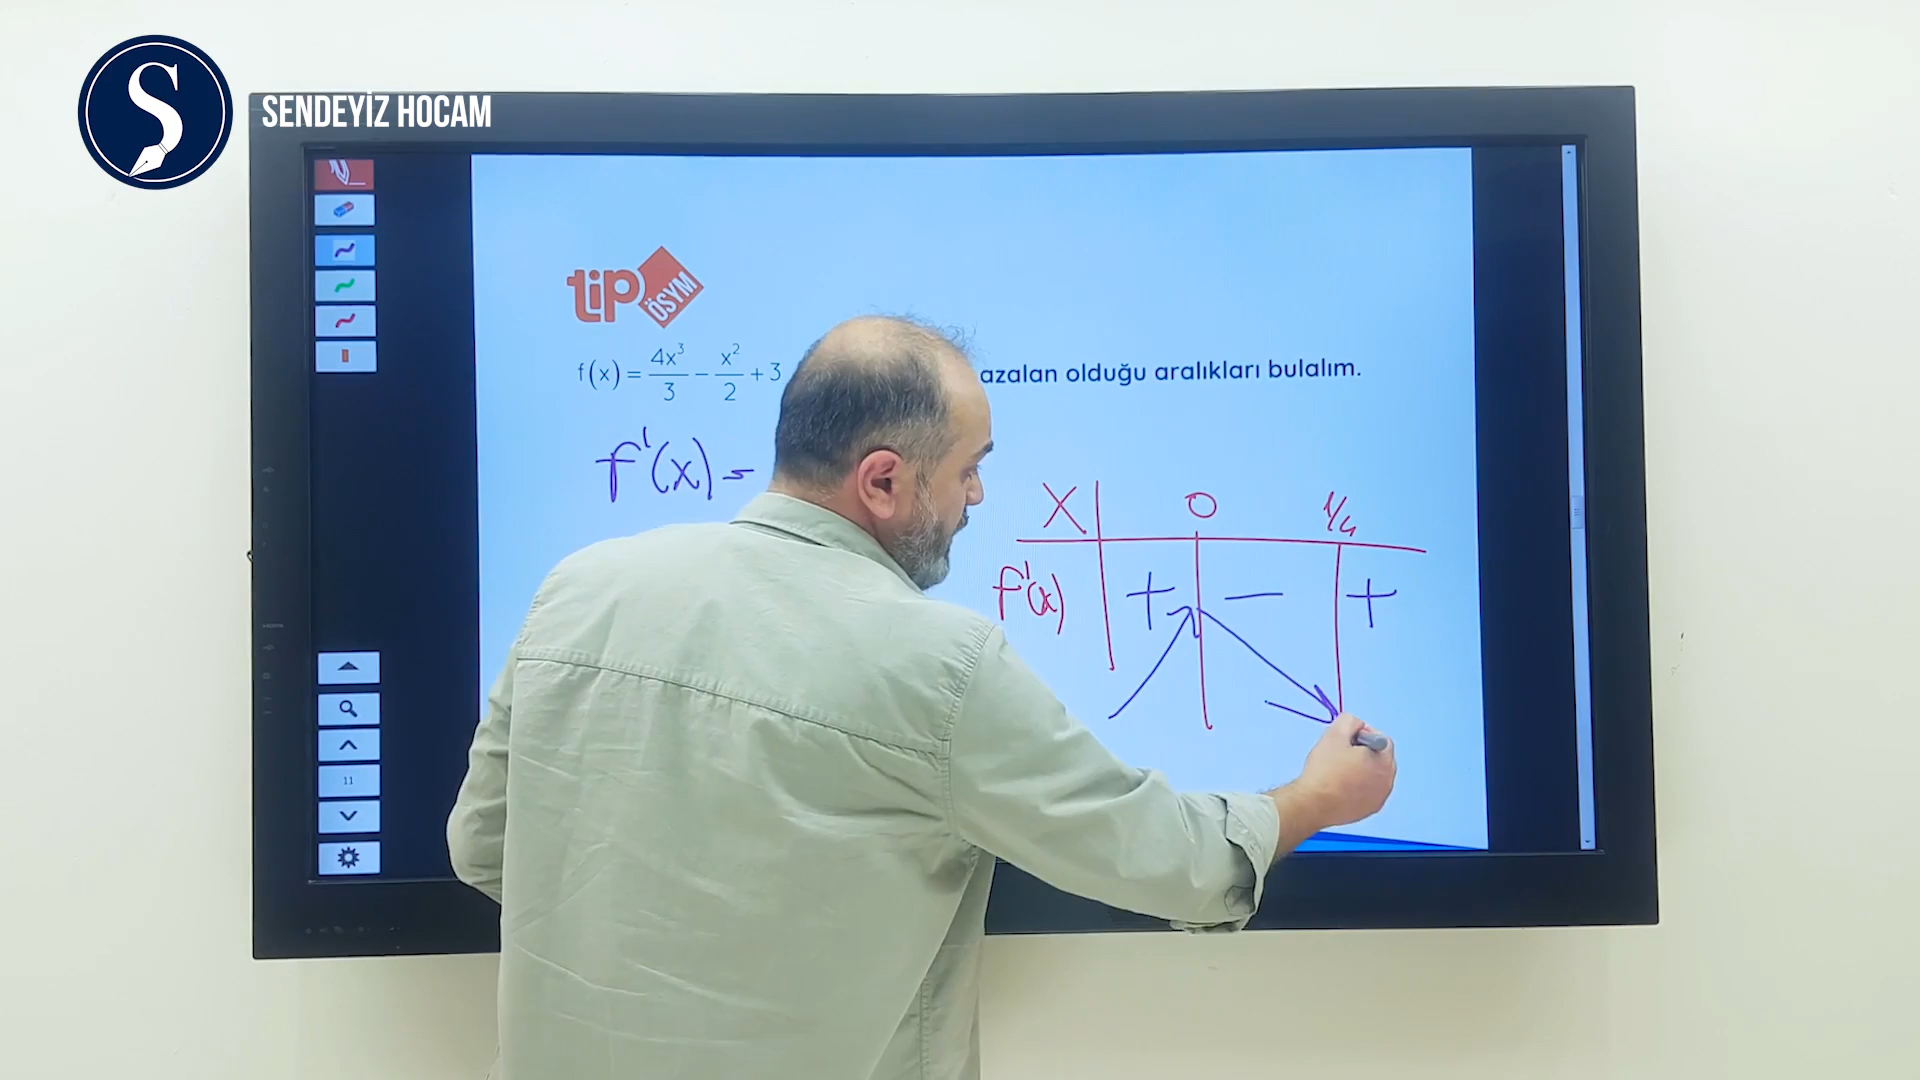 SENDEYİZ HOCAM
tip ÖSYM
f(x) = 4x³/3 − x²/2 + 3 azalan olduğu aralıkları bulalım.
f'(x) =
X 0 1/4
f'(x) + − +
11